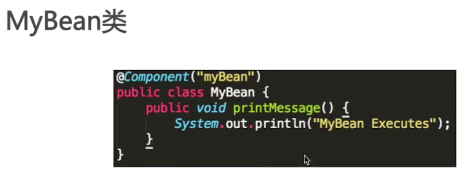 MyBean类
@Component("myBean")
public class MyBean {
    public void printMessage() {
        System.out.println("MyBean Executes");
    }
}